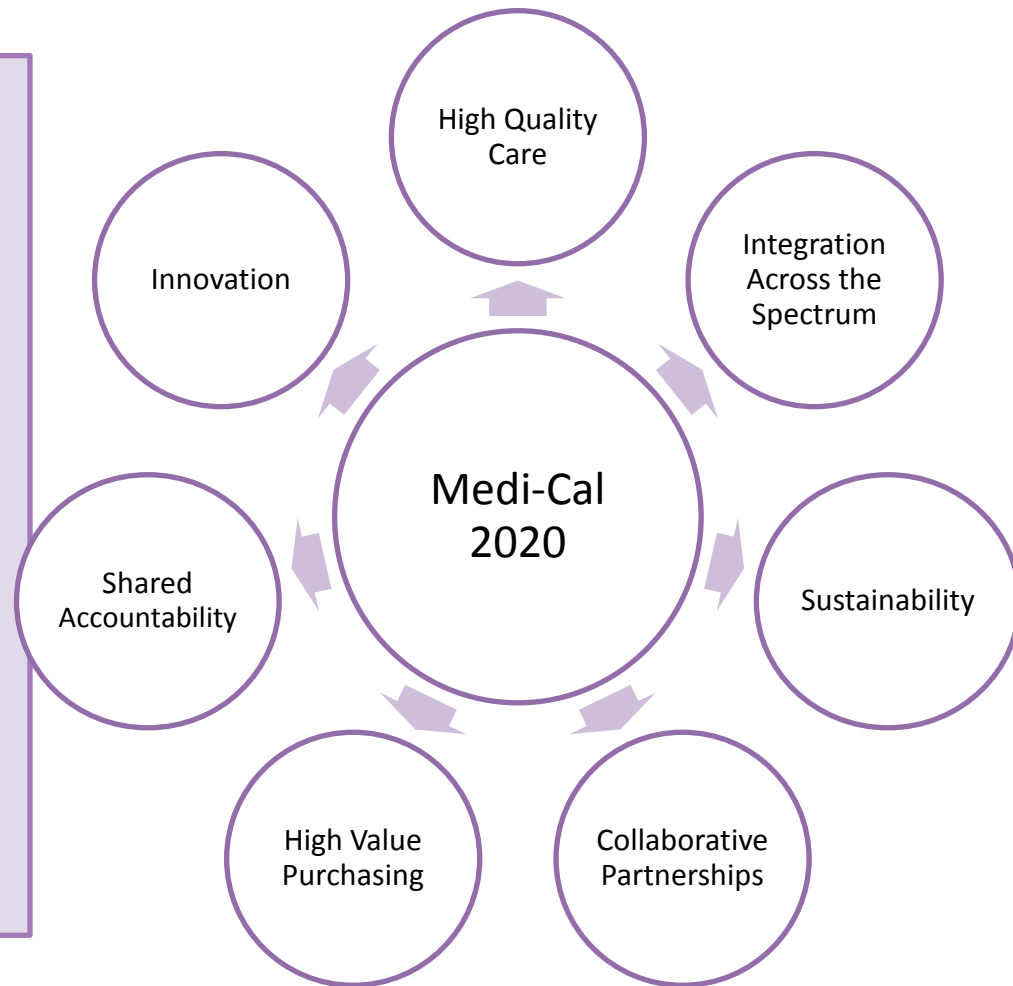 High Quality
Care
Integration
Across the
Spectrum
Innovation
Medi-Cal
2020
Shared
Accountability
Sustainability
High Value
Purchasing
Collaborative
Partnerships